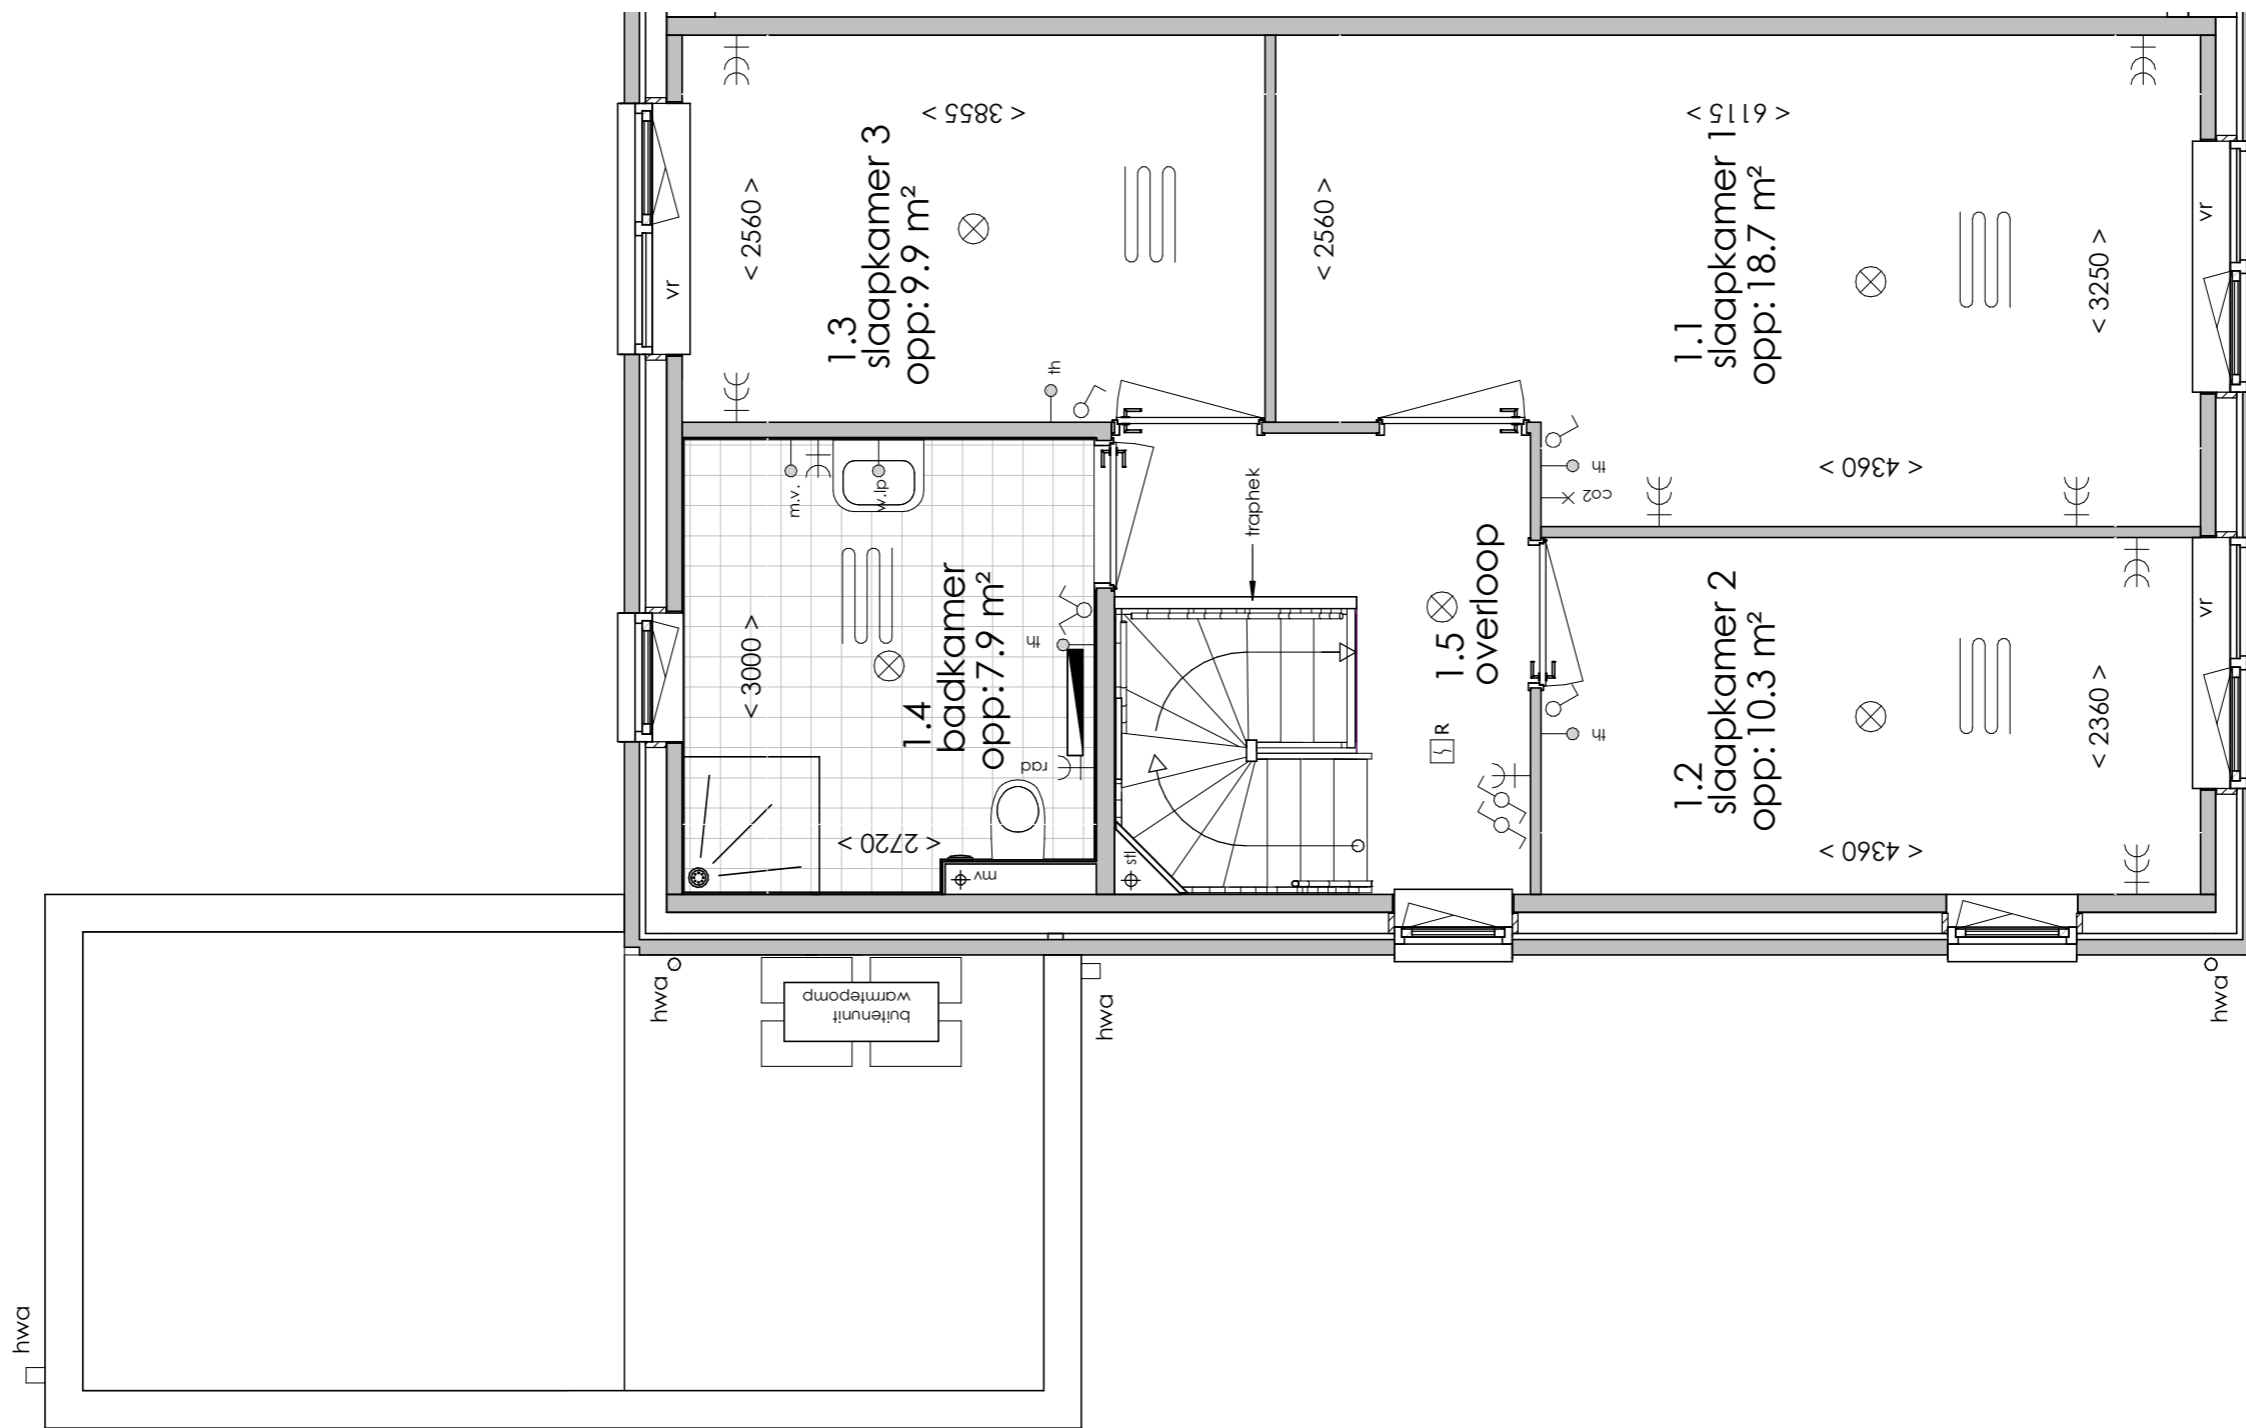 < 3855 >
< 2560 >
1.3
slaapkamer 3
opp:9.9 m²
vr
th
< 6115 >
< 2560 >
1.1
slaapkamer 1
opp:18.7 m²
< 3250 >
vr
< 4360 >
th
co2
m.v.
w.lp
< 3000 >
1.4
badkamer
opp:7.9 m²
th
rad
< 2720 >
mv
stl
traphek
1.5
overloop
R
1.2
slaapkamer 2
opp:10.3 m²
th
< 2360 >
vr
< 4360 >
hwa
buitenunit
warmtepomp
hwa
hwa
hwa